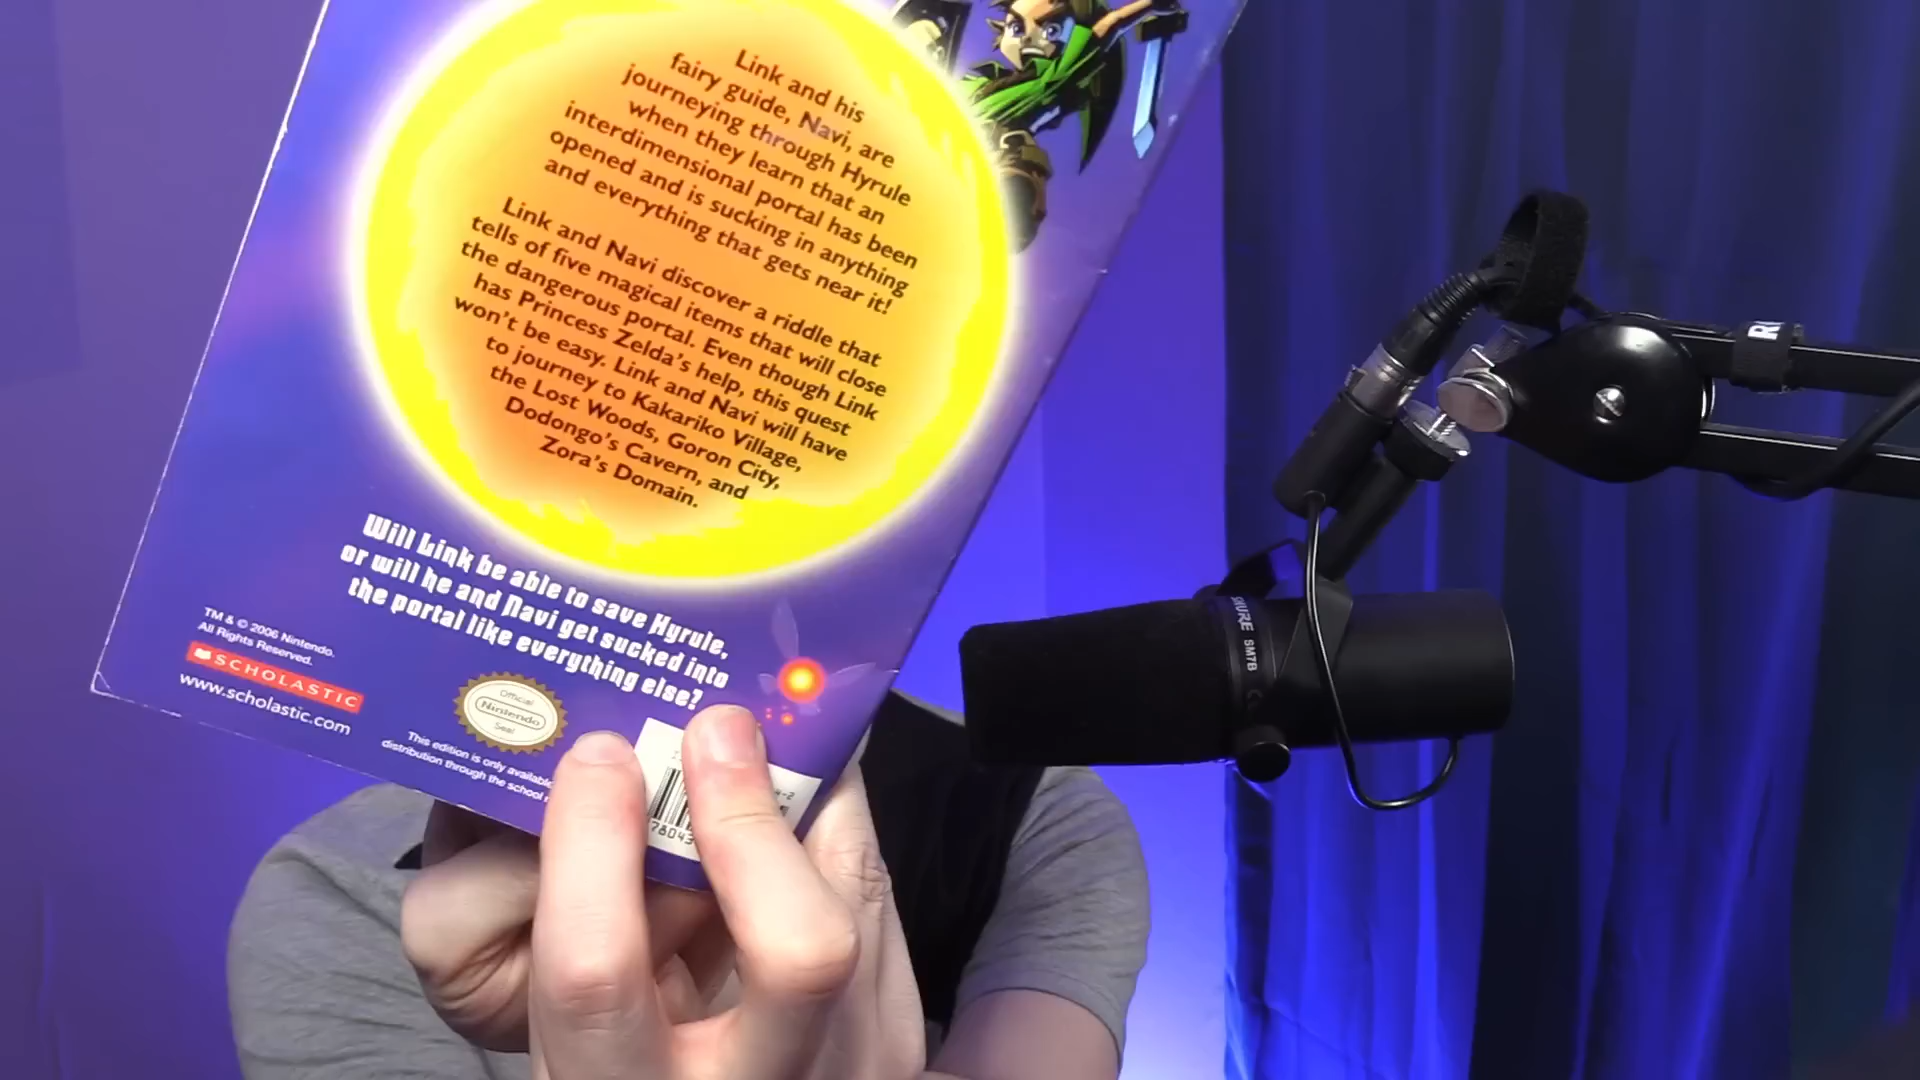 Link and his
fairy guide, Navi, are
journeying through Hyrule
when they learn that an
interdimensional portal has been
opened and is sucking in anything
and everything that gets near it!
Link and Navi discover a riddle that
tells of five magical items that will close
the dangerous portal. Even though Link
has Princess Zelda's help, this quest
won't be easy. Link and Navi will have
to journey to Kakariko Village,
the Lost Woods, Goron City,
Dodongo's Cavern, and
Zora's Domain.
Will Link be able to save Hyrule,
or will he and Navi get sucked into
the portal like everything else?
TM & © 2006 Nintendo.
All Rights Reserved.
SCHOLASTIC
www.scholastic.com
Official
Nintendo
Seal
This edition is only available
distribution through the school
SHURE SM7B